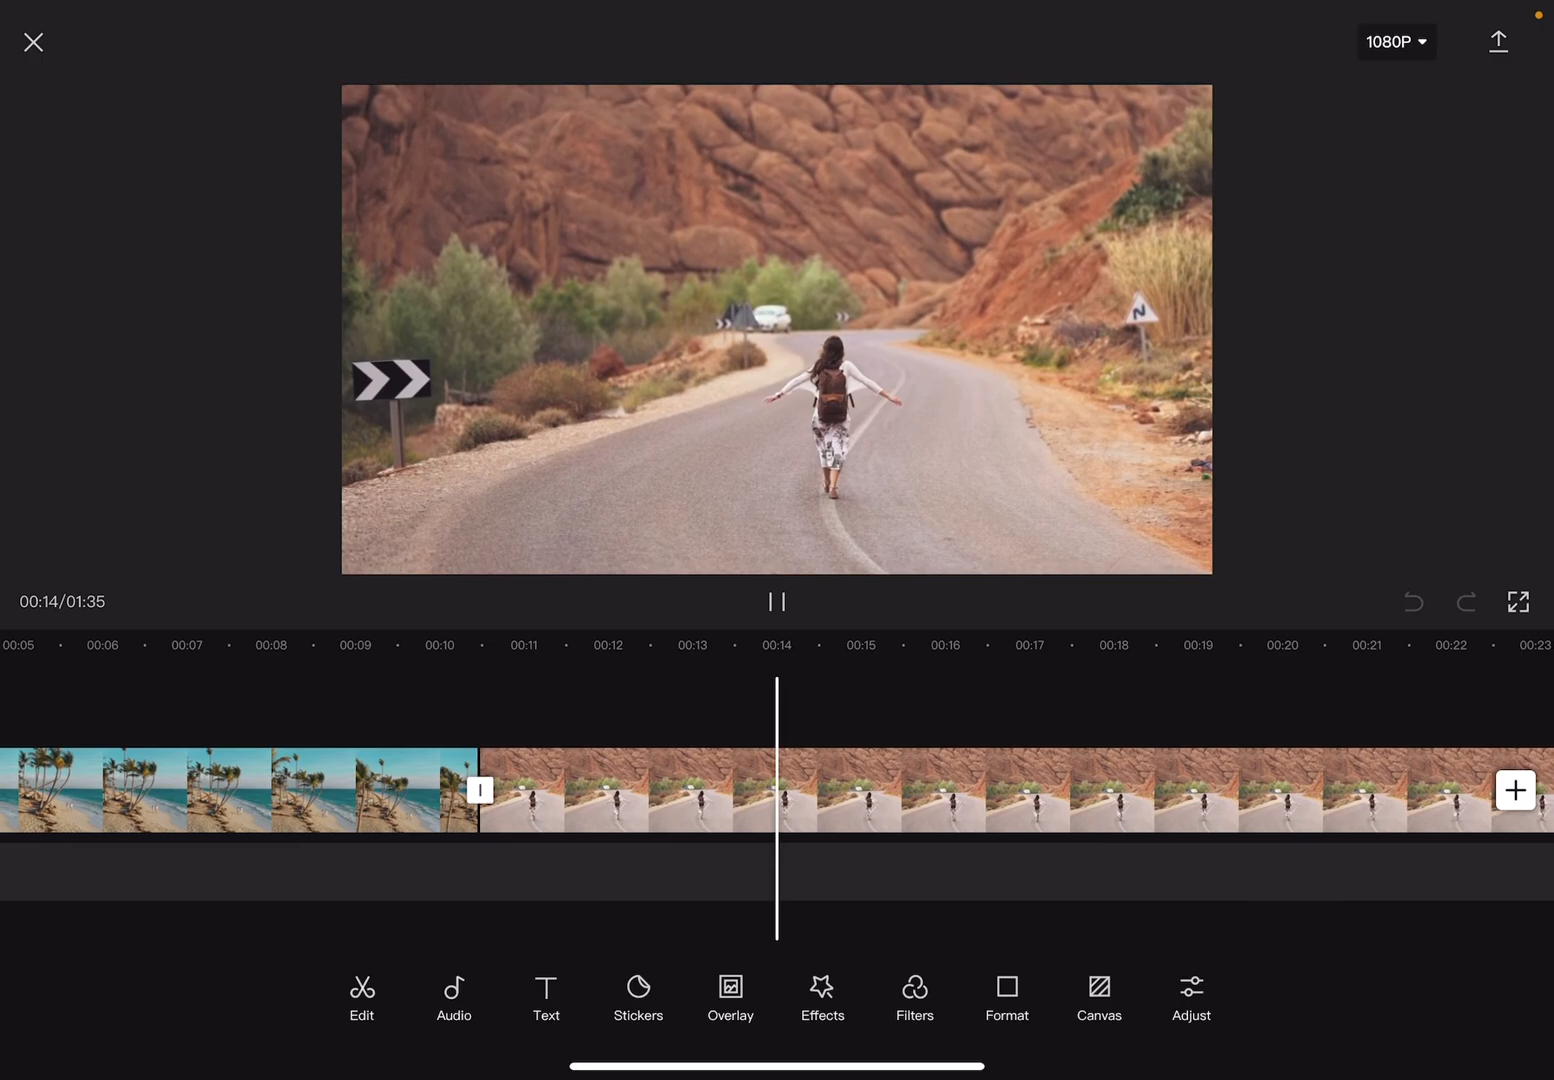 1080P
00:14/01:35
00:05 00:06 00:07 00:08 00:09 00:10 00:11 00:12 00:13 00:14 00:15 00:16 00:17 00:18 00:19 00:20 00:21 00:22 00:23
Edit Audio Text Stickers Overlay Effects Filters Format Canvas Adjust